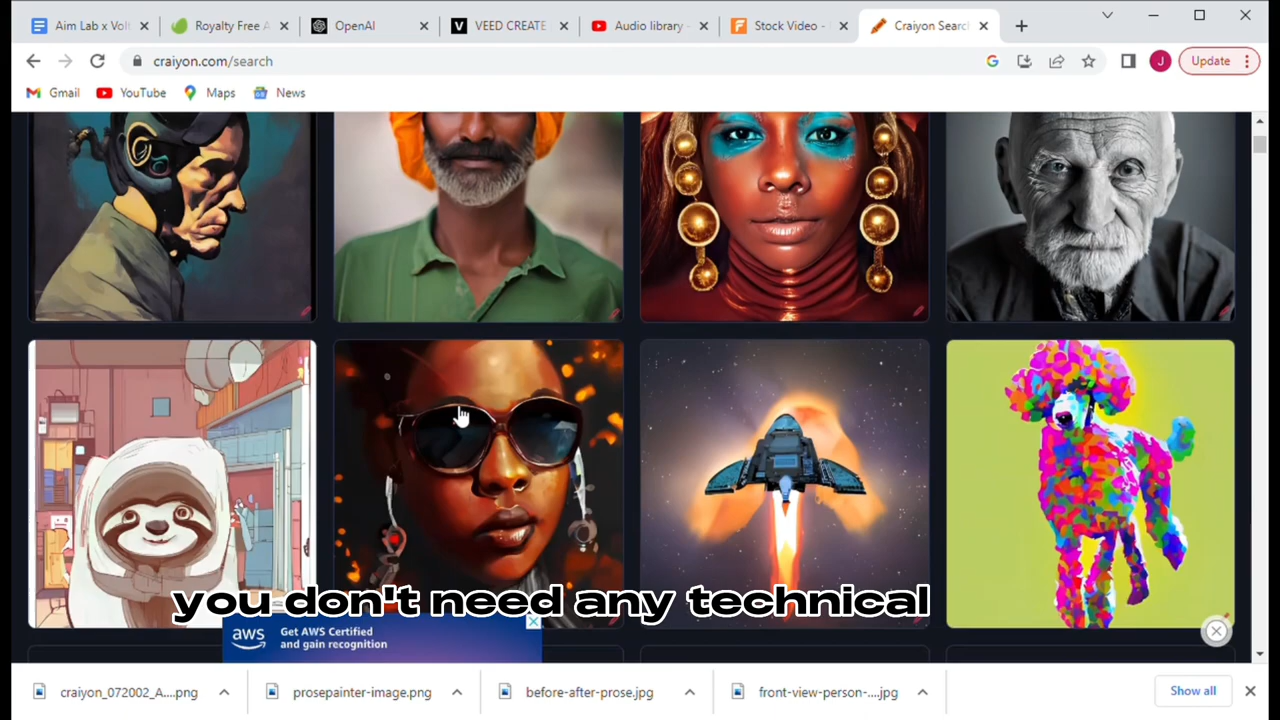 Aim Lab x Volt
Royalty Free A
OpenAI
VEED CREATE
Audio library -
Stock Video -
Craiyon Search
craiyon.com/search
J
Update
Gmail
YouTube
Maps
News
you don't need any technical
aws
Get AWS Certified
and gain recognition
craiyon_072002_A....png
prosepainter-image.png
before-after-prose.jpg
front-view-person-....jpg
Show all